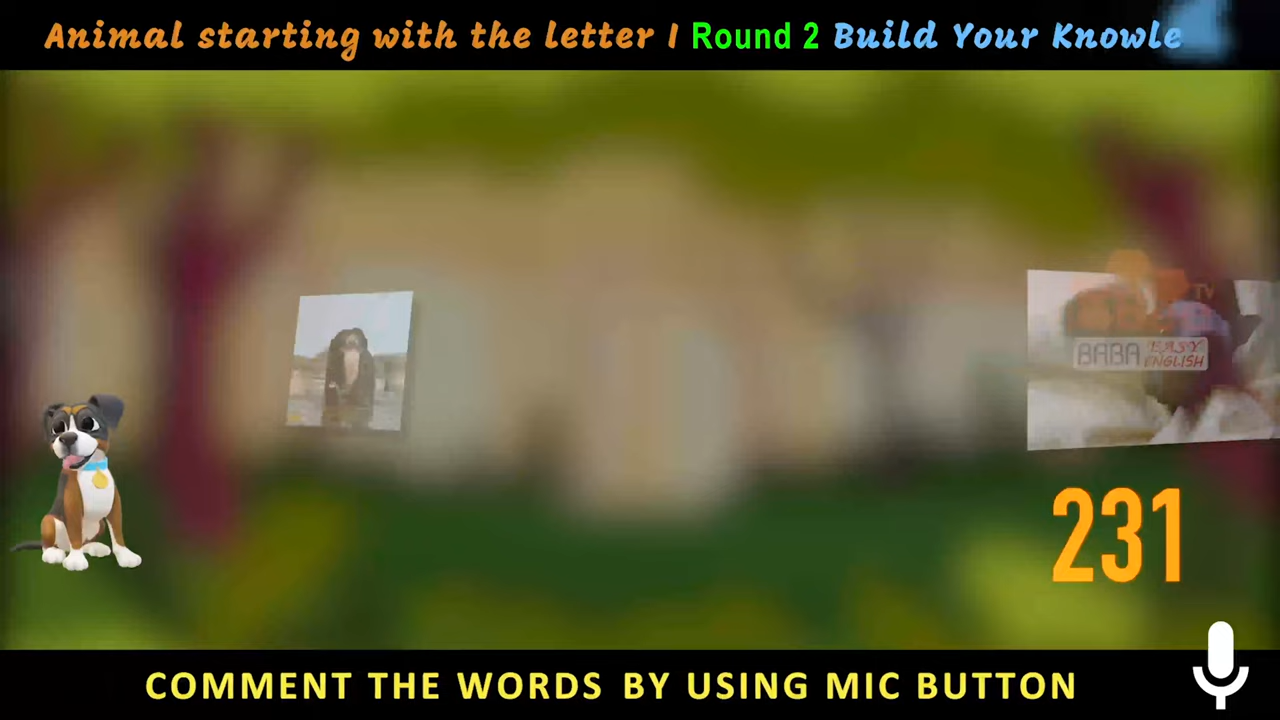 Animal starting with the letter I Round 2 Build Your Knowle
TV
BABA EASY ENGLISH
231
COMMENT THE WORDS BY USING MIC BUTTON